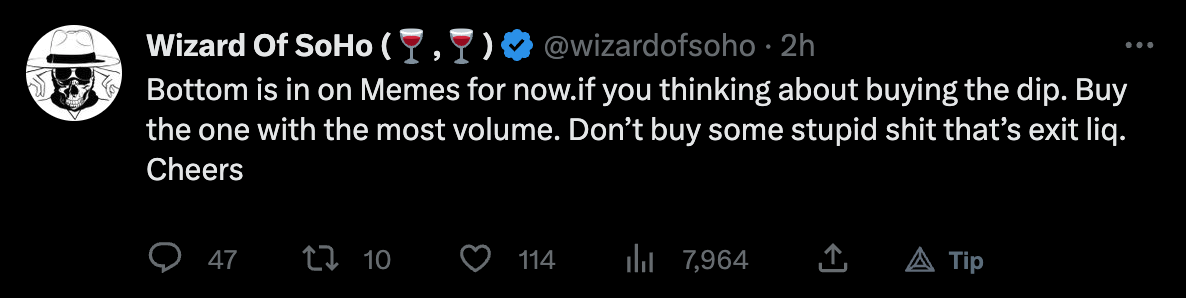 Wizard Of SoHo (🍷,🍷) @wizardofsoho · 2h
Bottom is in on Memes for now.if you thinking about buying the dip. Buy
the one with the most volume. Don’t buy some stupid shit that’s exit liq.
Cheers
47 10 114 7,964 Tip